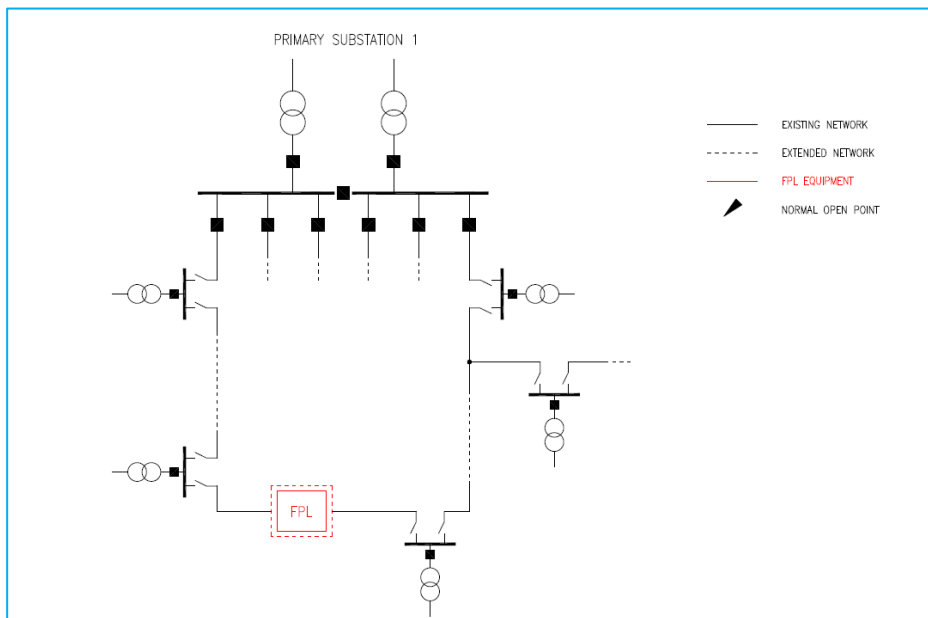 PRIMARY SUBSTATION 1
EXISTING NETWORK
EXTENDED NETWORK
FPL EQUIPMENT
NORMAL OPEN POINT
FPL